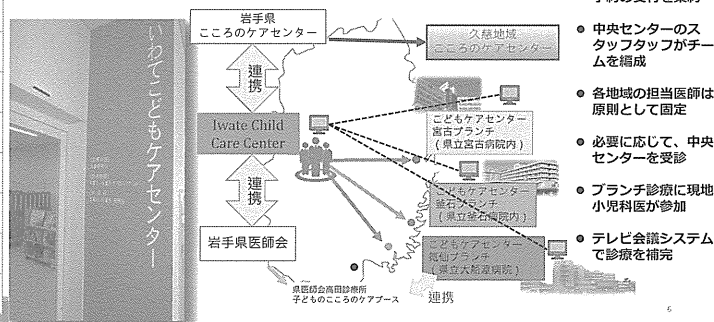 いわてこどもケアセンター
岩手県
こころのケアセンター
連携
Iwate Child
Care Center
連携
岩手県医師会
久慈地域
こころのケアセンター
こどもケアセンター
宮古ブランチ
(県立宮古病院内)
こどもケアセンター
釜石ブランチ
(県立釜石病院内)
こどもケアセンター
気仙ブランチ
(県立大船渡病院)
連携
県医師会高田診療所
子どものこころのケアブース
● 中央センターのス
タッフタッフがチー
ムを編成
● 各地域の担当医師は
原則として固定
● 必要に応じて、中央
センターを受診
● ブランチ診療に現地
小児科医が参加
● テレビ会議システム
で診療を補完